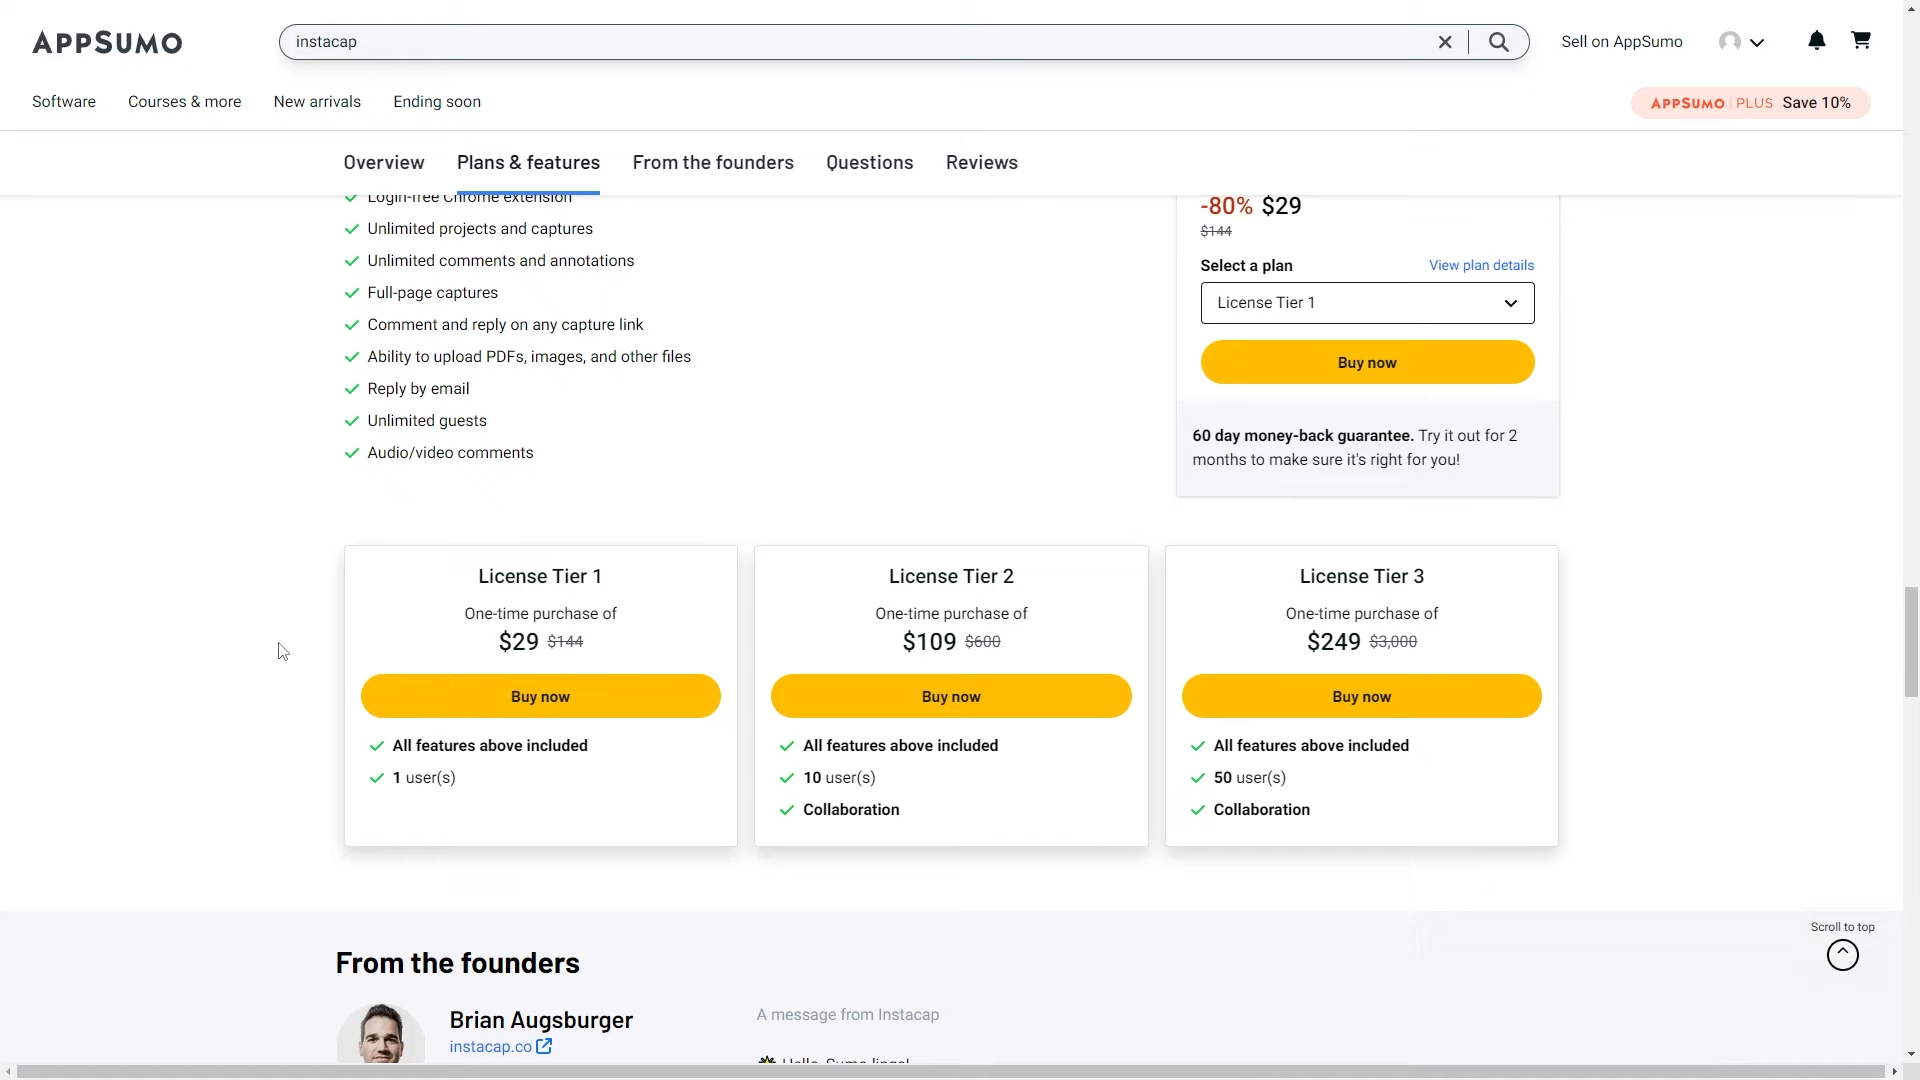 APPSUMO
instacap
Sell on AppSumo
Software
Courses & more
New arrivals
Ending soon
APPSUMO | PLUS Save 10%
Overview
Plans & features
From the founders
Questions
Reviews
Login-free Chrome extension
Unlimited projects and captures
Unlimited comments and annotations
Full-page captures
Comment and reply on any capture link
Ability to upload PDFs, images, and other files
Reply by email
Unlimited guests
Audio/video comments
-80% $29
$144
Select a plan
View plan details
License Tier 1
Buy now
60 day money-back guarantee. Try it out for 2
months to make sure it's right for you!
License Tier 1
One-time purchase of
$29 $144
Buy now
All features above included
1 user(s)
License Tier 2
One-time purchase of
$109 $600
Buy now
All features above included
10 user(s)
Collaboration
License Tier 3
One-time purchase of
$249 $3,000
Buy now
All features above included
50 user(s)
Collaboration
Scroll to top
From the founders
Brian Augsburger
instacap.co
A message from Instacap
Hello, Sumo-lings!